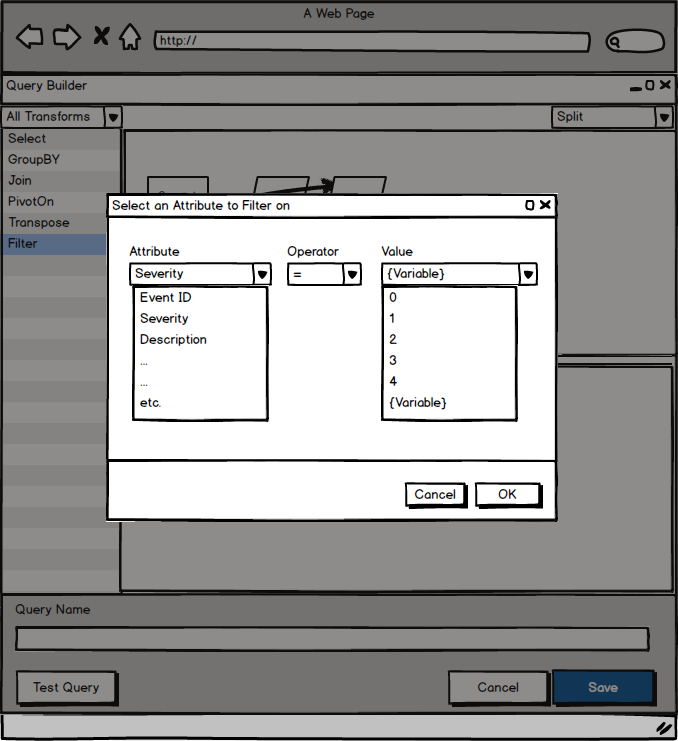 A Web Page
http://
Query Builder
All Transforms
Split
Select
GroupBY
Join
PivotOn
Transpose
Filter
Select an Attribute to Filter on
Attribute Operator Value
Severity = {Variable}
Event ID 0
Severity 1
Description 2
... 3
... 4
etc. {Variable}
Cancel OK
Query Name
Test Query Cancel Save